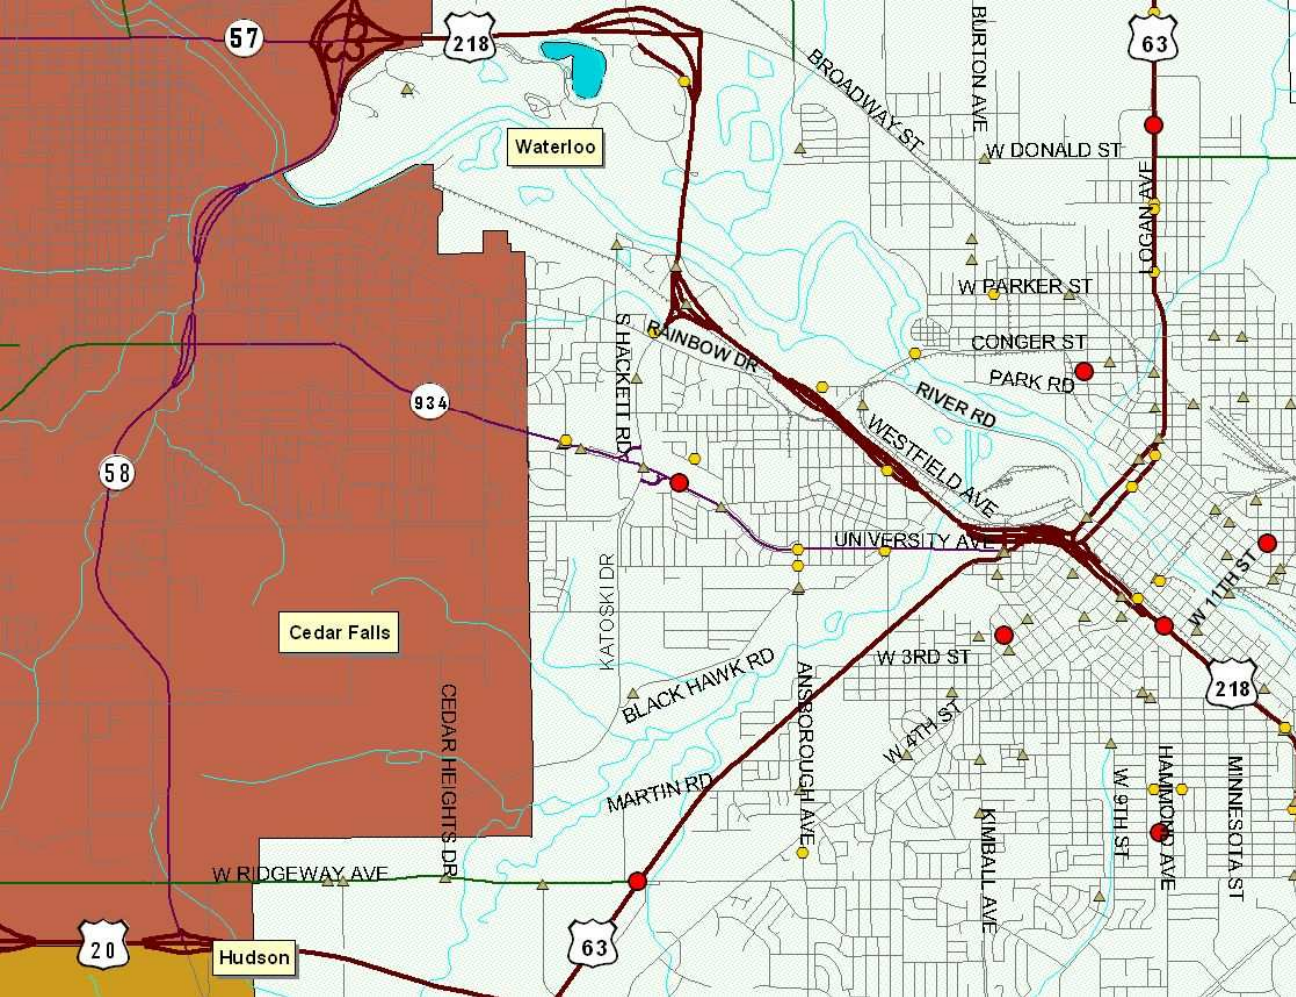 57
218
63
BURTON AVE
BROADWAY ST
Waterloo
W DONALD ST
LOGAN AVE
W PARKER ST
S HACKETT RD
RAINBOW DR
CONGER ST
PARK RD
934
RIVER RD
58
WESTFIELD AVE
UNIVERSITY AVE
KATOSKI DR
W 11TH ST
Cedar Falls
W 3RD ST
BLACK HAWK RD
ANSBOROUGH AVE
218
CEDAR HEIGHTS DR
W 4TH ST
MARTIN RD
W 9TH ST
HAMMOND AVE
MINNESOTA ST
KIMBALL AVE
W RIDGEWAY AVE
20
Hudson
63